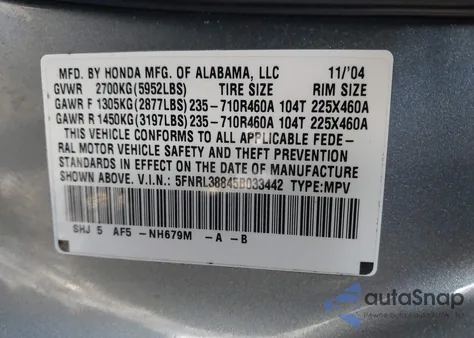 MFD. BY HONDA MFG. OF ALABAMA, LLC 11/'04
GVWR 2700KG(5952LBS) TIRE SIZE RIM SIZE
GAWR F 1305KG(2877LBS)235-710R460A 104T 225X460A
GAWR R 1450KG(3197LBS)235-710R460A 104T 225X460A
THIS VEHICLE CONFORMS TO ALL APPLICABLE FEDE-
RAL MOTOR VEHICLE SAFETY AND THEFT PREVENTION
STANDARDS IN EFFECT ON THE DATE OF MANUFACTURE
SHOWN ABOVE. V.I.N.: 5FNRL38845B033442 TYPE:MPV
SHJ 5 AF5 -NH679M -A -B
autoSnap